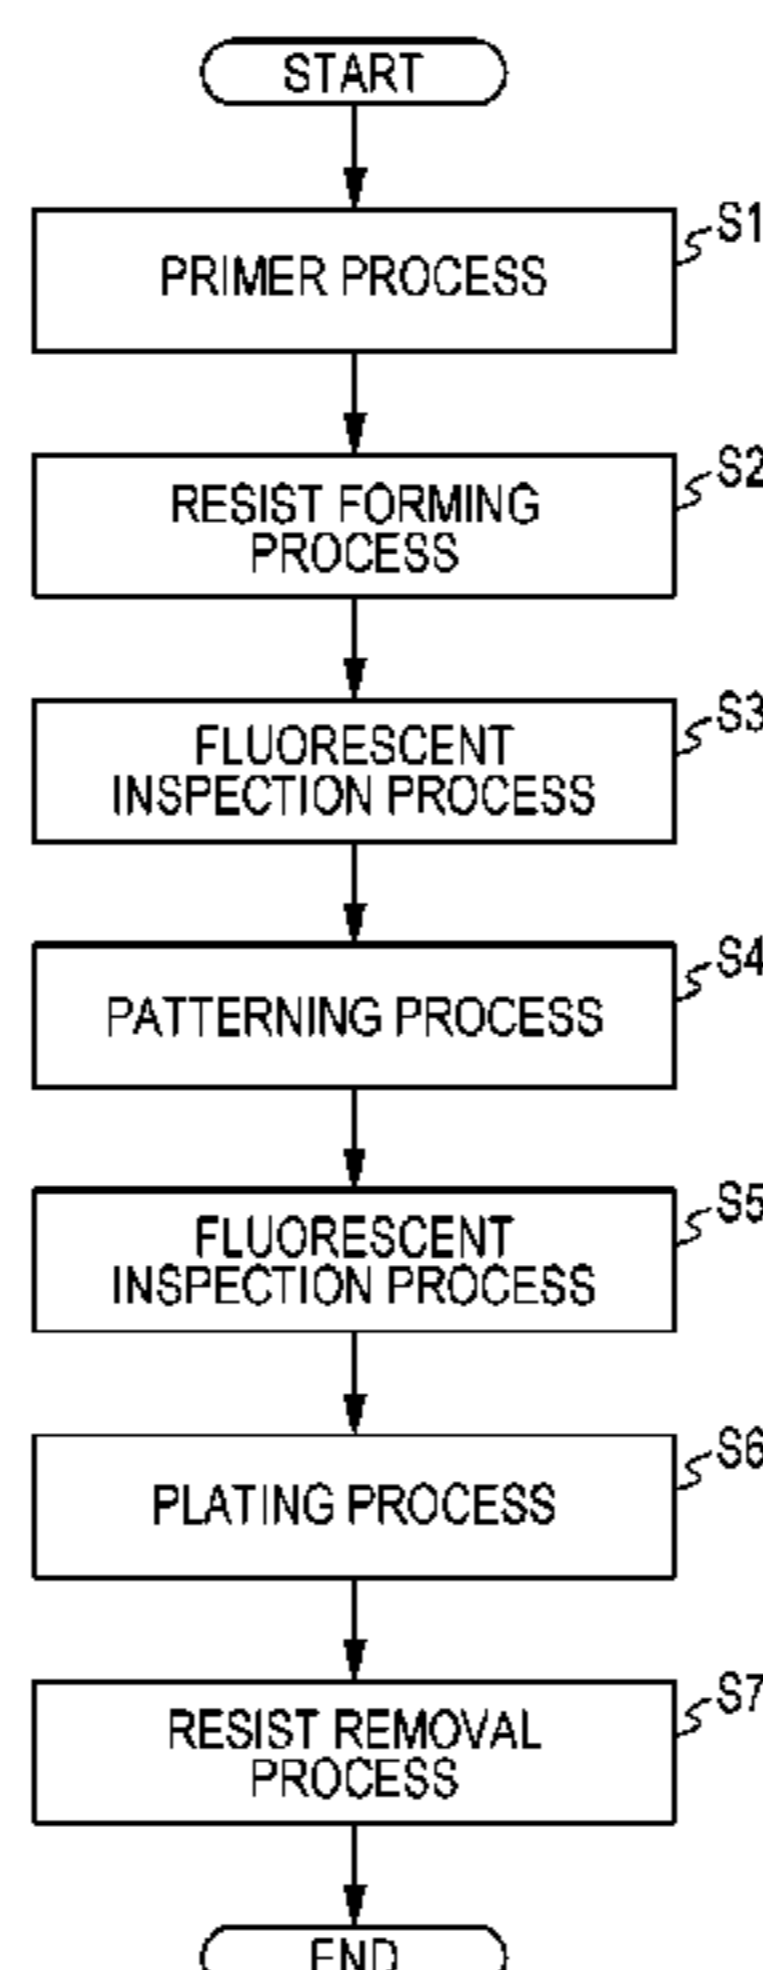 START
PRIMER PROCESS
S1
RESIST FORMING
PROCESS
S2
FLUORESCENT
INSPECTION PROCESS
S3
PATTERNING PROCESS
S4
FLUORESCENT
INSPECTION PROCESS
S5
PLATING PROCESS
S6
RESIST REMOVAL
PROCESS
S7
END